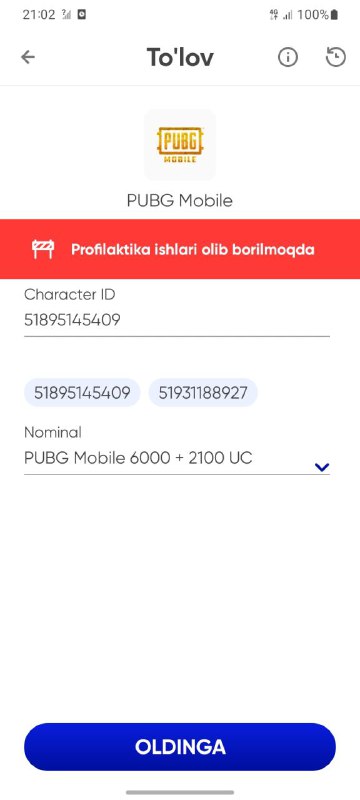 21:02
4G 100%
To'lov
PUBG
MOBILE
PUBG Mobile
Profilaktika ishlari olib borilmoqda
Character ID
51895145409
51895145409 51931188927
Nominal
PUBG Mobile 6000 + 2100 UC
OLDINGA